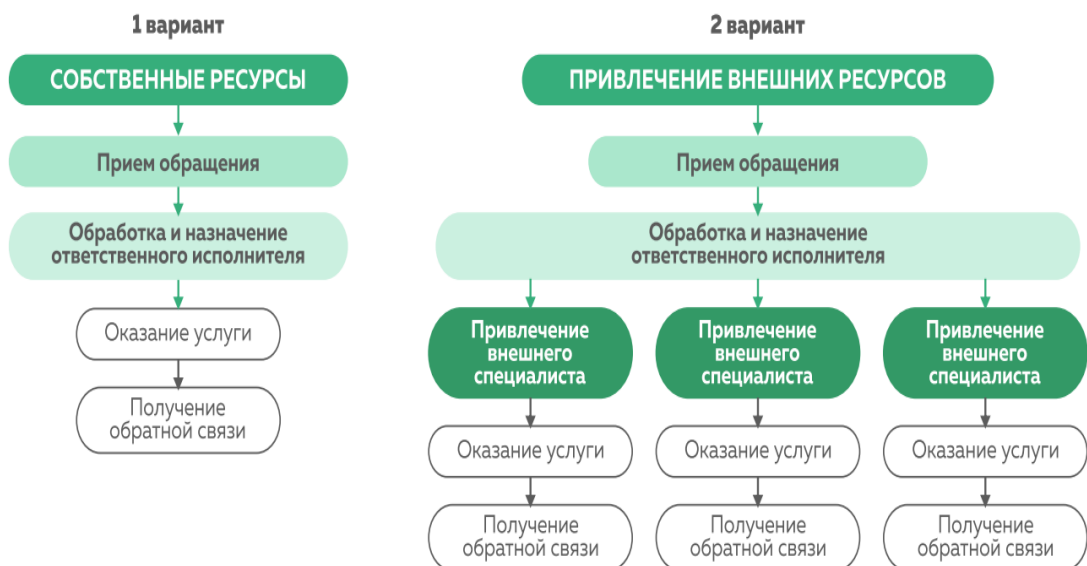 1 вариант
СОБСТВЕННЫЕ РЕСУРСЫ
Прием обращения
Обработка и назначение
ответственного исполнителя
Оказание услуги
Получение
обратной связи
2 вариант
ПРИВЛЕЧЕНИЕ ВНЕШНИХ РЕСУРСОВ
Прием обращения
Обработка и назначение
ответственного исполнителя
Привлечение
внешнего
специалиста
Оказание услуги
Получение
обратной связи
Привлечение
внешнего
специалиста
Оказание услуги
Получение
обратной связи
Привлечение
внешнего
специалиста
Оказание услуги
Получение
обратной связи